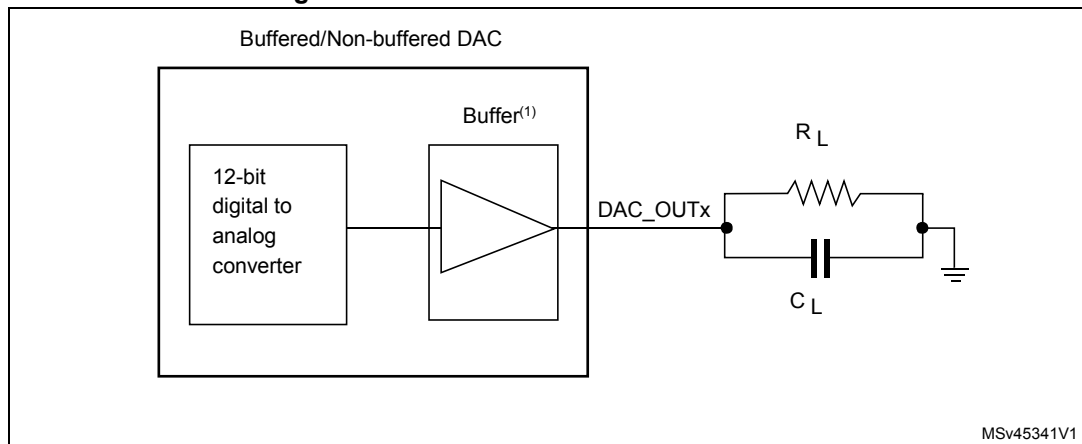 Buffered/Non-buffered DAC
Buffer(1)
12-bit
digital to
analog
converter
DAC_OUTx
R L
C L
MSv45341V1